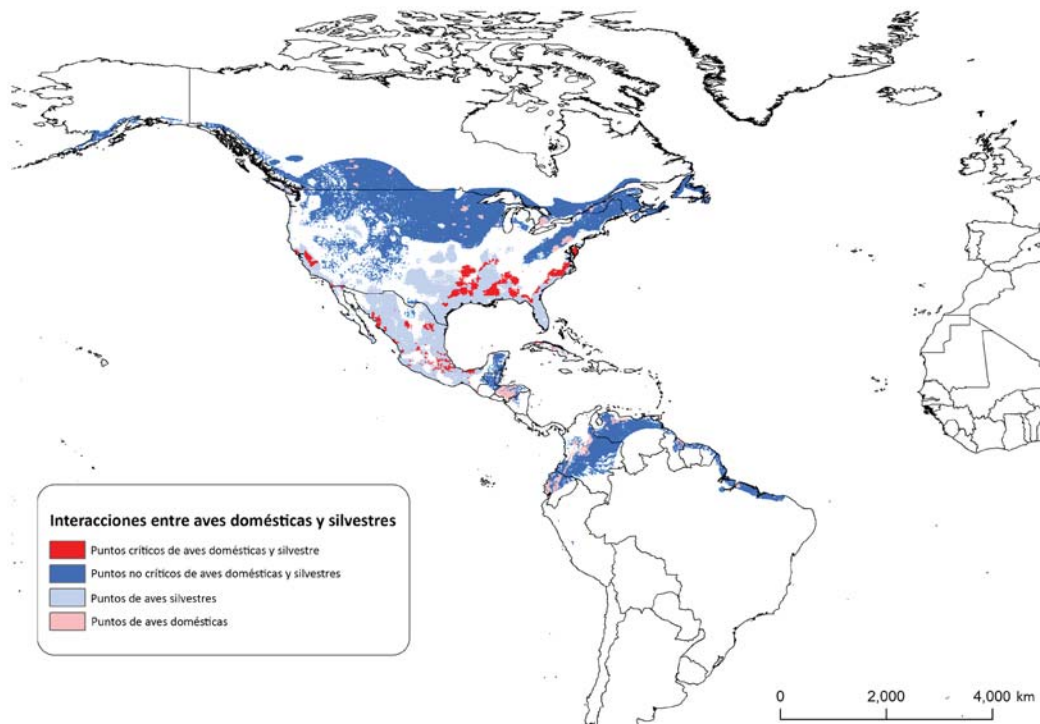 Interacciones entre aves domésticas y silvestres
Puntos críticos de aves domésticas y silvestre
Puntos no críticos de aves domésticas y silvestres
Puntos de aves silvestres
Puntos de aves domésticas
0 2,000 4,000 km